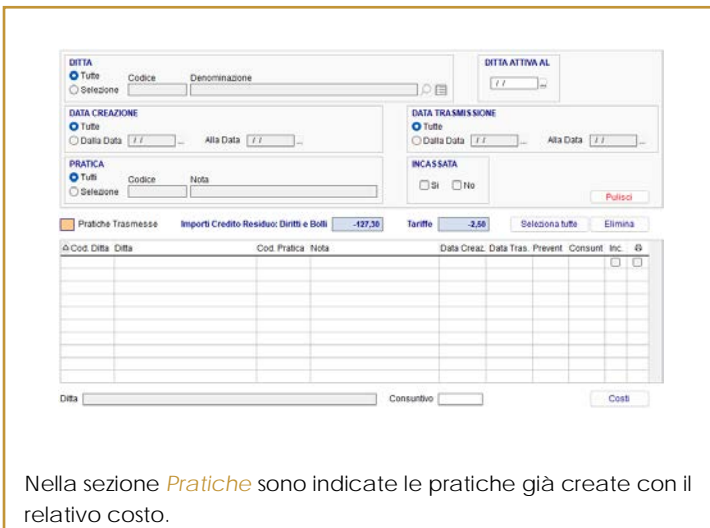 DITTA
Tutte Codice Denominazione
Selezione
DITTA ATTIVA AL
/ / ...
DATA CREAZIONE
Tutte
Dalla Data / / ... Alla Data / / ...
DATA TRASMISSIONE
Tutte
Dalla Data / / ... Alla Data / / ...
PRATICA
Tutti Codice Nota
Selezione
INCASSATA
Si No
Pulisci
Pratiche Trasmesse Importi Credito Residuo: Diritti e Bolli -127,30 Tariffe -2,50 Seleziona tutte Elimina
Cod. Ditta Ditta Cod. Pratica Nota Data Creaz. Data Tras. Prevent Consunt Inc.
Ditta Consuntivo Costi
Nella sezione Pratiche sono indicate le pratiche già create con il
relativo costo.